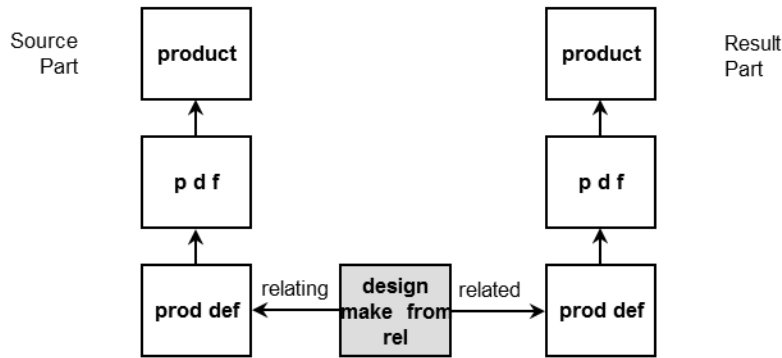 Source
Part
product
product
Result
Part
p d f
p d f
prod def
relating
design
make from
rel
related
prod def